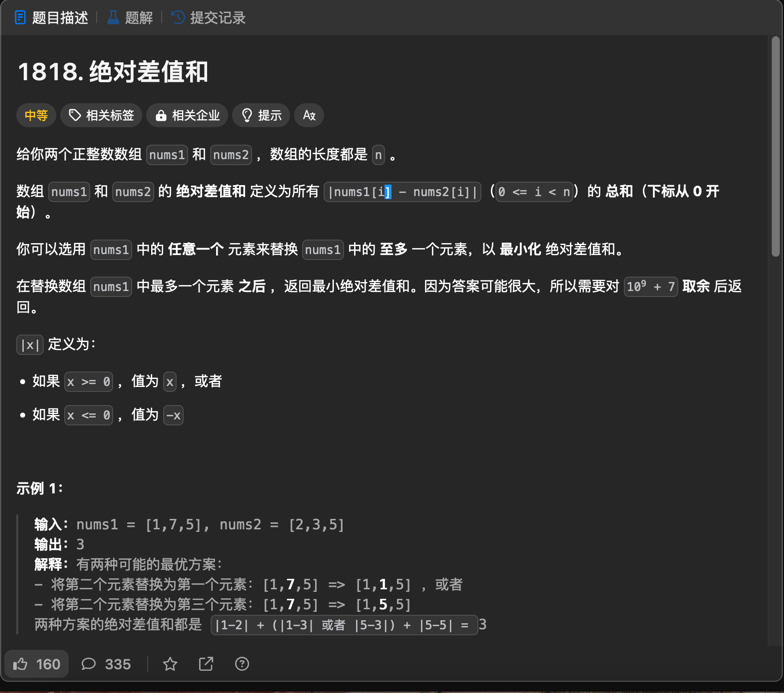 题目描述 题解 提交记录
1818. 绝对差值和
中等 相关标签 相关企业 提示
给你两个正整数数组 nums1 和 nums2 ，数组的长度都是 n 。
数组 nums1 和 nums2 的 绝对差值和 定义为所有 |nums1[i] - nums2[i]|（0 <= i < n）的 总和（下标从 0 开
始）。
你可以选用 nums1 中的 任意一个 元素来替换 nums1 中的 至多 一个元素，以 最小化 绝对差值和。
在替换数组 nums1 中最多一个元素 之后 ，返回最小绝对差值和。因为答案可能很大，所以需要对 10⁹ + 7 取余 后返
回。
|x| 定义为：
• 如果 x >= 0 ，值为 x ，或者
• 如果 x <= 0 ，值为 -x
示例 1：
输入：nums1 = [1,7,5], nums2 = [2,3,5]
输出：3
解释：有两种可能的最优方案：
- 将第二个元素替换为第一个元素：[1,7,5] => [1,1,5] ，或者
- 将第二个元素替换为第三个元素：[1,7,5] => [1,5,5]
两种方案的绝对差值和都是 |1-2| + (|1-3| 或者 |5-3|) + |5-5| = 3
160 335